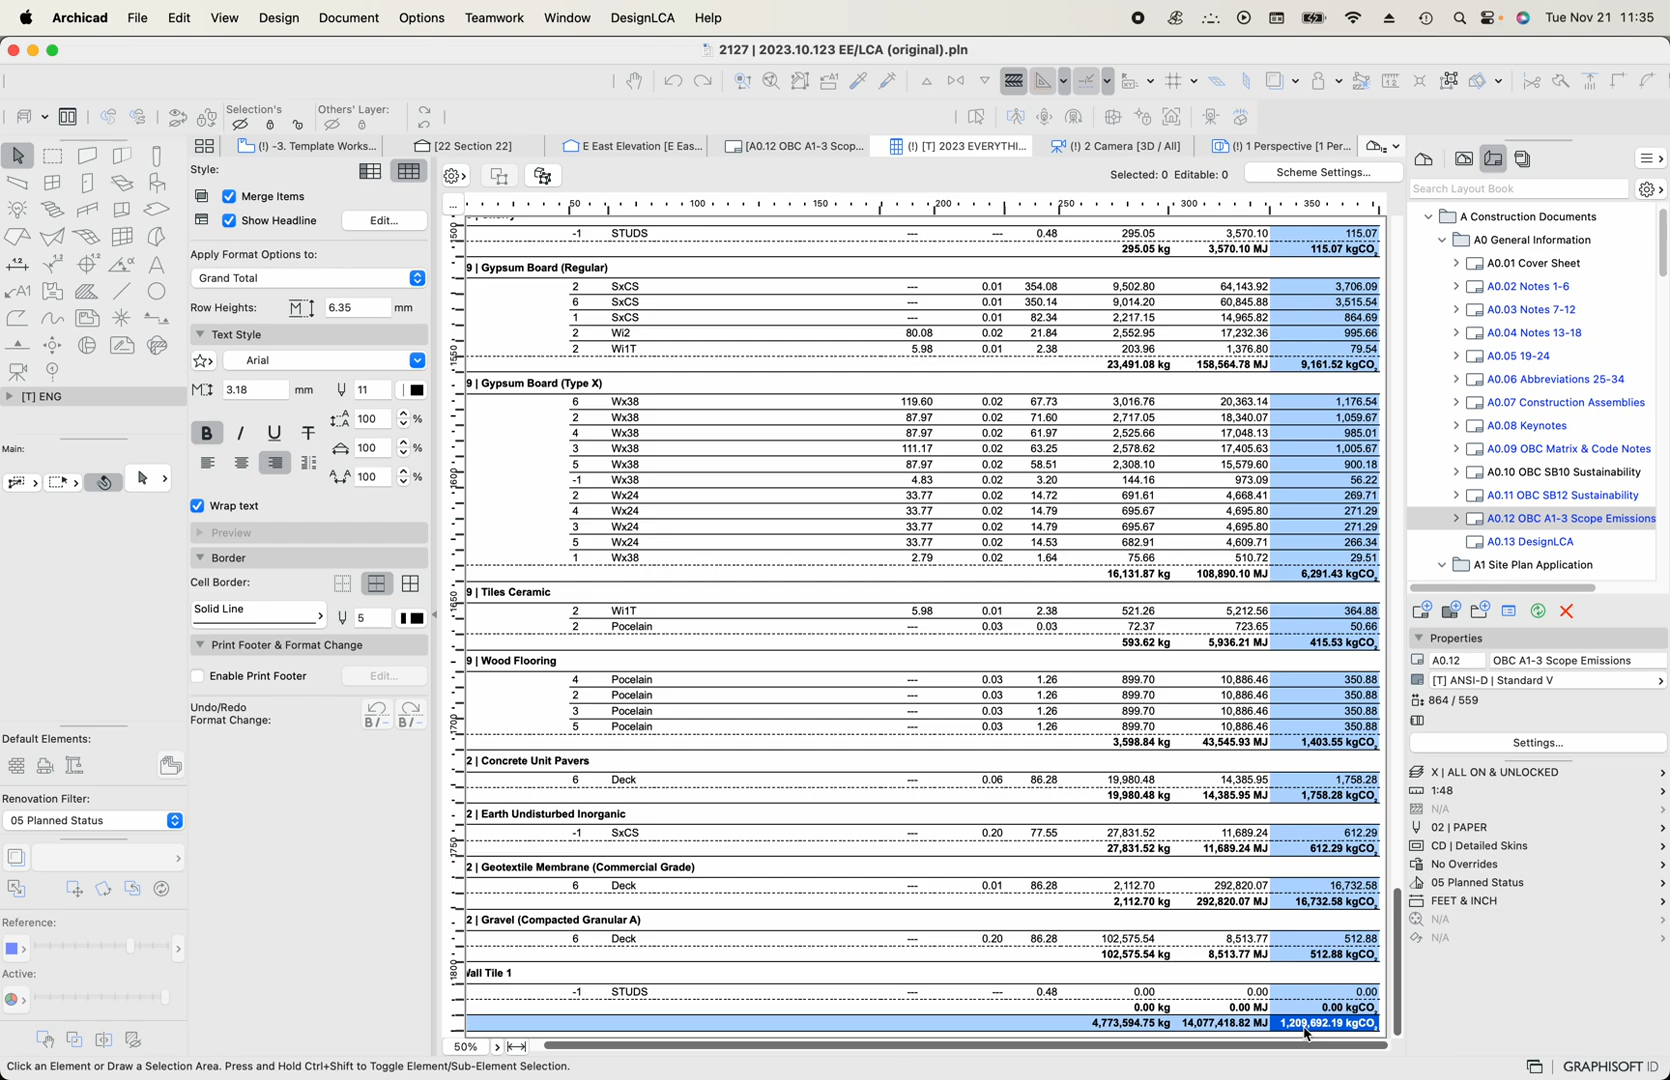 Archicad File Edit View Design Document Options Teamwork Window DesignLCA Help Tue Nov 21 11:35
2127 | 2023.10.123 EE/LCA (original).pln
Selection's Others' Layer:
(!) -3. Template Works... [22 Section 22] E East Elevation [E Eas... [A0.12 OBC A1-3 Scop... (!) [T] 2023 EVERYTHI... (!) 2 Camera [3D / All] (!) 1 Perspective [1 Per...
Style:
Merge Items
Show Headline Edit...
Apply Format Options to:
Grand Total
Row Heights: 6.35 mm
Text Style
Arial
3.18 mm 11
100 %
B I U T
100 %
100 %
Wrap text
Preview
Border
Cell Border:
Solid Line 5
Print Footer & Format Change
Enable Print Footer Edit...
Undo/Redo
Format Change:
[T] ENG
Main:
Default Elements:
Renovation Filter:
05 Planned Status
Reference:
Active:
Selected: 0 Editable: 0 Scheme Settings...
50 100 150 200 250 300 350
1500
1550
1600
1650
1700
1750
1800
-1 STUDS --- --- 0.48 295.05 3,570.10 115.07
295.05 kg 3,570.10 MJ 115.07 kgCO2
9 | Gypsum Board (Regular)
2 SxCS --- 0.01 354.08 9,502.80 64,143.92 3,706.09
6 SxCS --- 0.01 350.14 9,014.20 60,845.88 3,515.54
1 SxCS --- 0.01 82.34 2,217.15 14,965.82 864.69
2 Wi2 80.08 0.02 21.84 2,552.95 17,232.36 995.66
2 Wi1T 5.98 0.01 2.38 203.96 1,376.80 79.54
23,491.08 kg 158,564.78 MJ 9,161.52 kgCO2
9 | Gypsum Board (Type X)
6 Wx38 119.60 0.02 67.73 3,016.76 20,363.14 1,176.54
2 Wx38 87.97 0.02 71.60 2,717.05 18,340.07 1,059.67
4 Wx38 87.97 0.02 61.97 2,525.66 17,048.13 985.01
3 Wx38 111.17 0.02 63.25 2,578.62 17,405.63 1,005.67
5 Wx38 87.97 0.02 58.51 2,308.10 15,579.60 900.18
-1 Wx38 4.83 0.02 3.20 144.16 973.09 56.22
2 Wx24 33.77 0.02 14.72 691.61 4,668.41 269.71
4 Wx24 33.77 0.02 14.79 695.67 4,695.80 271.29
3 Wx24 33.77 0.02 14.79 695.67 4,695.80 271.29
5 Wx24 33.77 0.02 14.53 682.91 4,609.71 266.34
1 Wx38 2.79 0.02 1.64 75.66 510.72 29.51
16,131.87 kg 108,890.10 MJ 6,291.43 kgCO2
9 | Tiles Ceramic
2 Wi1T 5.98 0.01 2.38 521.26 5,212.56 364.88
2 Pocelain --- 0.03 0.03 72.37 723.65 50.66
593.62 kg 5,936.21 MJ 415.53 kgCO2
9 | Wood Flooring
4 Pocelain --- 0.03 1.26 899.70 10,886.46 350.88
2 Pocelain --- 0.03 1.26 899.70 10,886.46 350.88
3 Pocelain --- 0.03 1.26 899.70 10,886.46 350.88
5 Pocelain --- 0.03 1.26 899.70 10,886.46 350.88
3,598.84 kg 43,545.93 MJ 1,403.55 kgCO2
2 | Concrete Unit Pavers
6 Deck --- 0.06 86.28 19,980.48 14,385.95 1,758.28
19,980.48 kg 14,385.95 MJ 1,758.28 kgCO2
2 | Earth Undisturbed Inorganic
-1 SxCS --- 0.20 77.55 27,831.52 11,689.24 612.29
27,831.52 kg 11,689.24 MJ 612.29 kgCO2
2 | Geotextile Membrane (Commercial Grade)
6 Deck --- 0.01 86.28 2,112.70 292,820.07 16,732.58
2,112.70 kg 292,820.07 MJ 16,732.58 kgCO2
2 | Gravel (Compacted Granular A)
6 Deck --- 0.20 86.28 102,575.54 8,513.77 512.88
102,575.54 kg 8,513.77 MJ 512.88 kgCO2
Wall Tile 1
-1 STUDS --- --- 0.48 0.00 0.00 0.00
0.00 kg 0.00 MJ 0.00 kgCO2
4,773,594.75 kg 14,077,418.82 MJ 1,209,692.19 kgCO2
50%
Search Layout Book
A Construction Documents
A0 General Information
A0.01 Cover Sheet
A0.02 Notes 1-6
A0.03 Notes 7-12
A0.04 Notes 13-18
A0.05 19-24
A0.06 Abbreviations 25-34
A0.07 Construction Assemblies
A0.08 Keynotes
A0.09 OBC Matrix & Code Notes
A0.10 OBC SB10 Sustainability
A0.11 OBC SB12 Sustainability
A0.12 OBC A1-3 Scope Emissions
A0.13 DesignLCA
A1 Site Plan Application
Properties
A0.12 OBC A1-3 Scope Emissions
[T] ANSI-D | Standard V
864 / 559
Settings...
X | ALL ON & UNLOCKED
1:48
N/A
02 | PAPER
CD | Detailed Skins
No Overrides
05 Planned Status
FEET & INCH
N/A
N/A
Click an Element or Draw a Selection Area. Press and Hold Ctrl+Shift to Toggle Element/Sub-Element Selection.
GRAPHISOFT ID